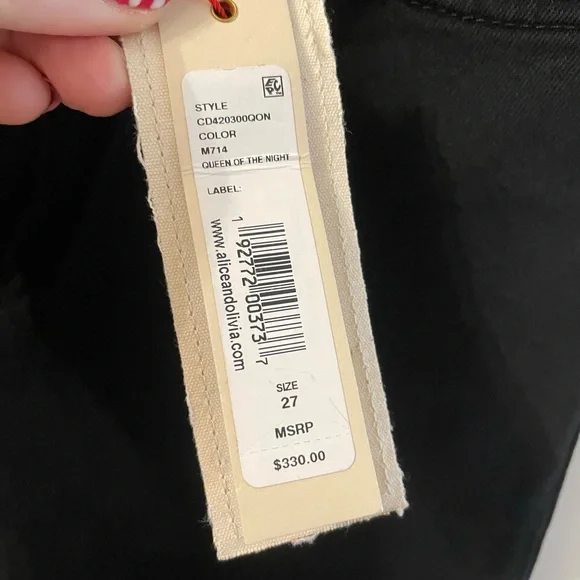 STYLE
CD420300QON
COLOR
M714
QUEEN OF THE NIGHT
LABEL:
1 92772 00373 7
www.aliceandolivia.com
SIZE
27
MSRP
$330.00